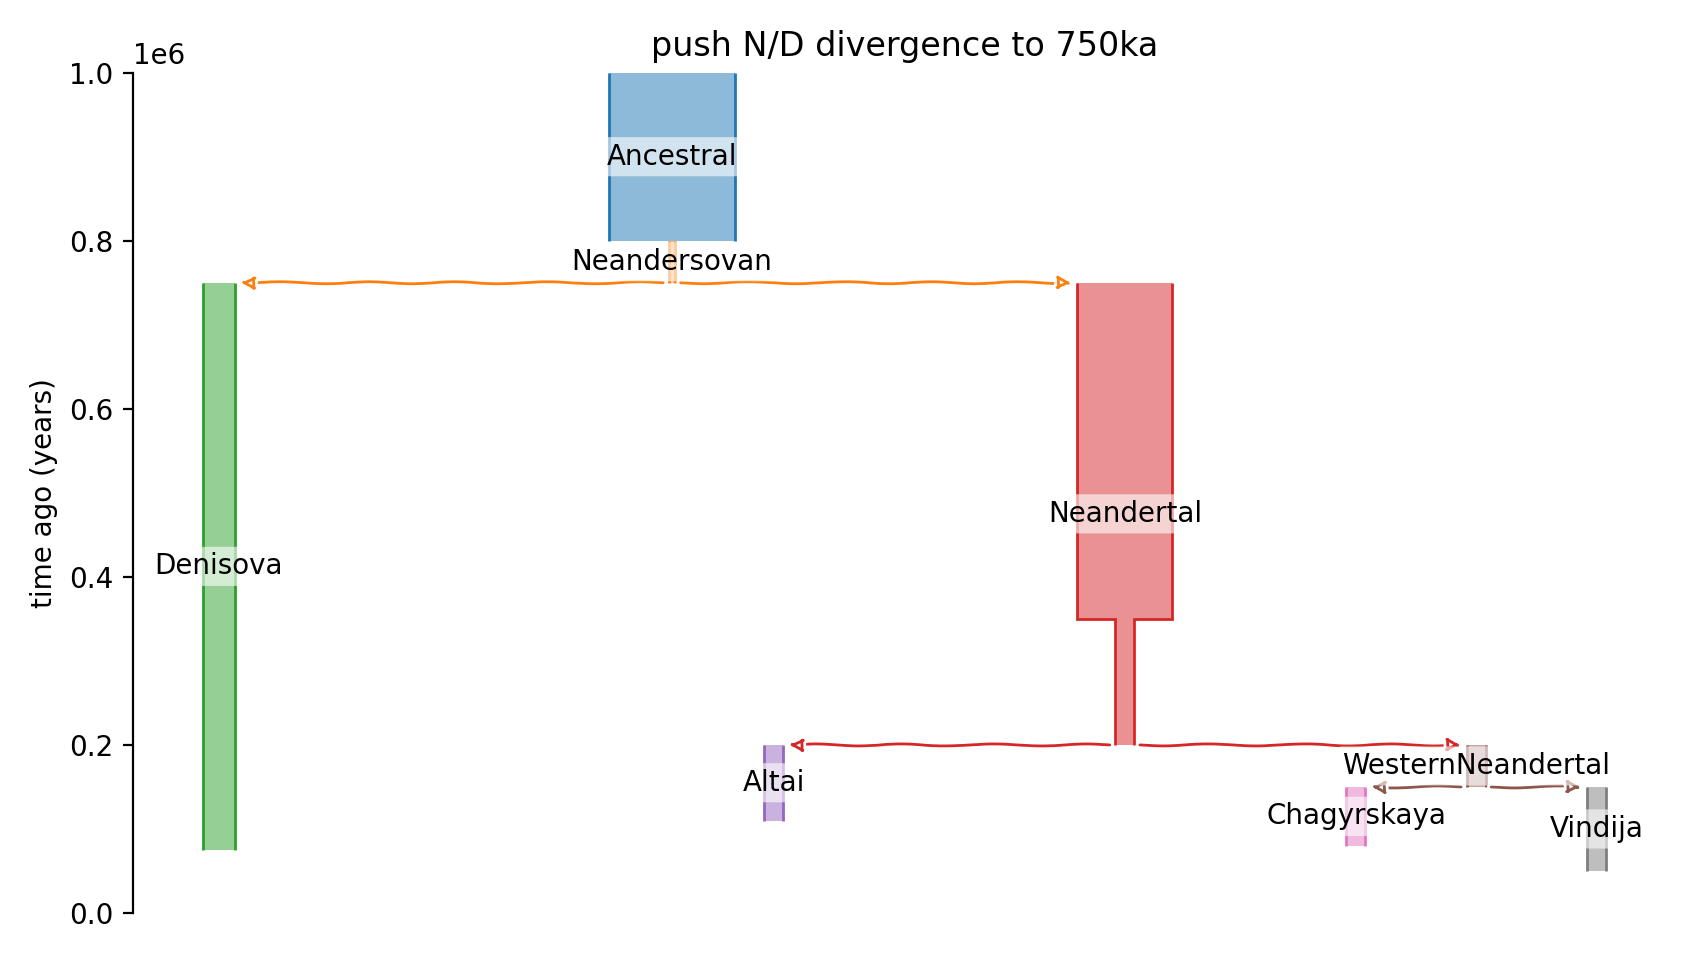 push N/D divergence to 750ka
1e6
1.0
0.8
0.6
0.4
0.2
0.0
time ago (years)
Ancestral
Neandersovan
Neandertal
Denisova
WesternNeandertal
Altai
Chagyrskaya
Vindija